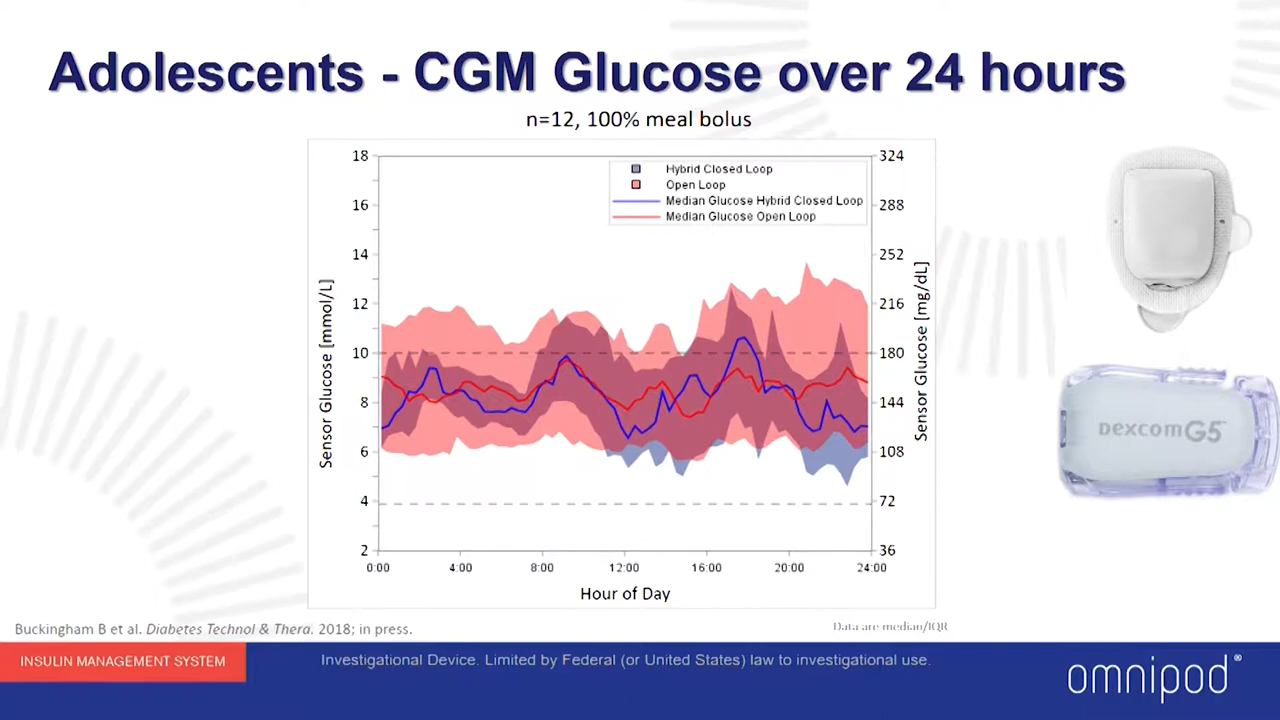 Adolescents - CGM Glucose over 24 hours
n=12, 100% meal bolus
Hybrid Closed Loop
Open Loop
Median Glucose Hybrid Closed Loop
Median Glucose Open Loop
18
16
14
12
10
8
6
4
2
Sensor Glucose [mmol/L]
324
288
252
216
180
144
108
72
36
Sensor Glucose [mg/dL]
0:00 4:00 8:00 12:00 16:00 20:00 24:00
Hour of Day
DEXCOM G5™
Buckingham B et al. Diabetes Technol & Thera. 2018; in press.
Data are median/IQR
INSULIN MANAGEMENT SYSTEM
Investigational Device. Limited by Federal (or United States) law to investigational use.
omnipod®